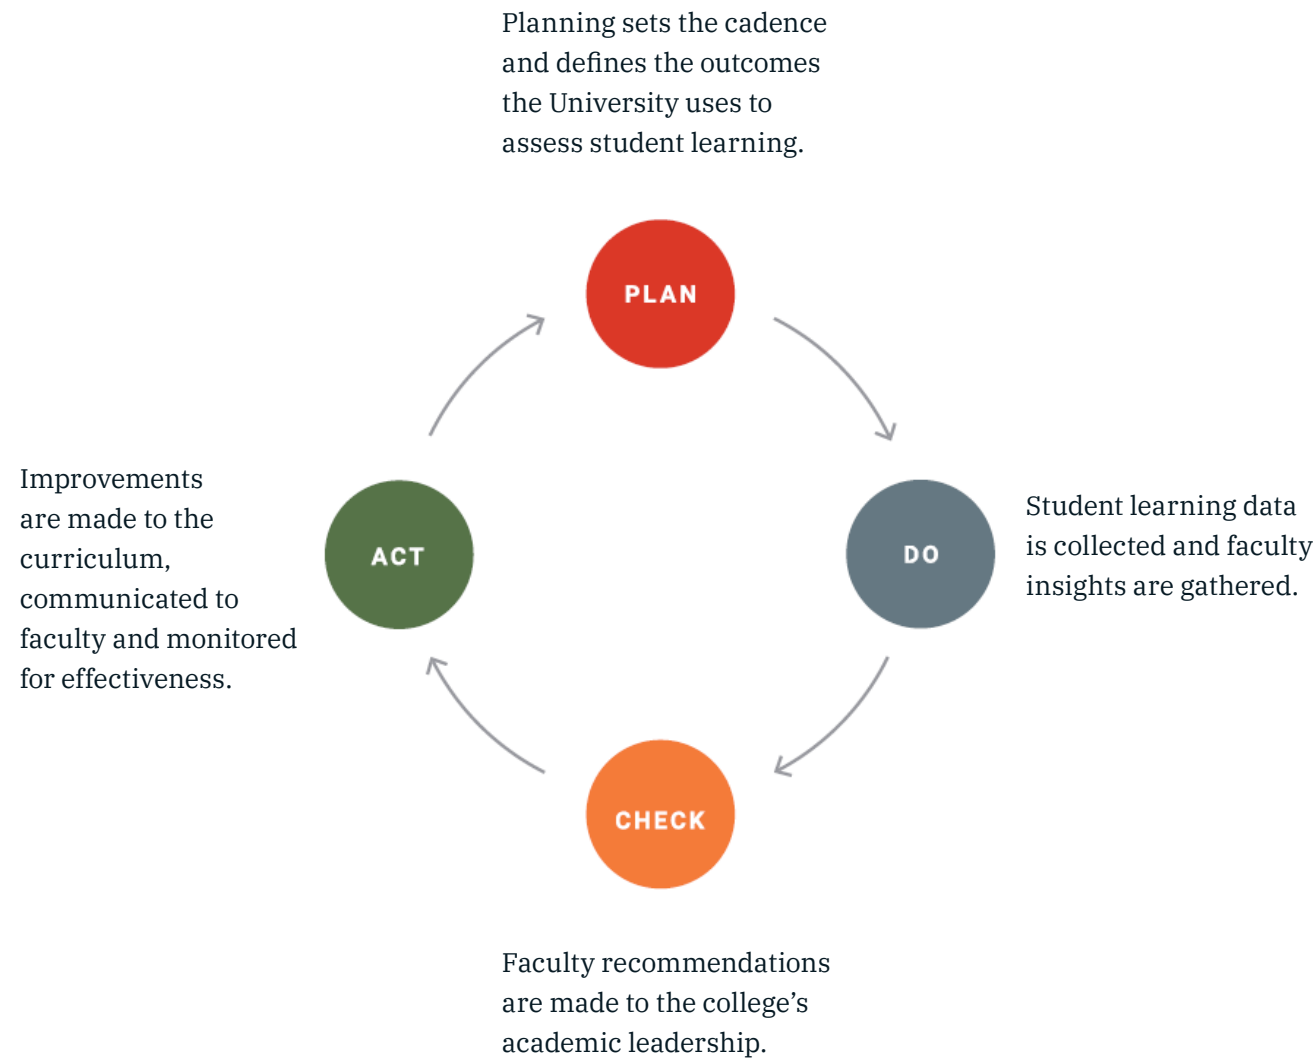 Planning sets the cadence
and defines the outcomes
the University uses to
assess student learning.
PLAN
DO
Student learning data
is collected and faculty
insights are gathered.
CHECK
Faculty recommendations
are made to the college’s
academic leadership.
ACT
Improvements
are made to the
curriculum,
communicated to
faculty and monitored
for effectiveness.